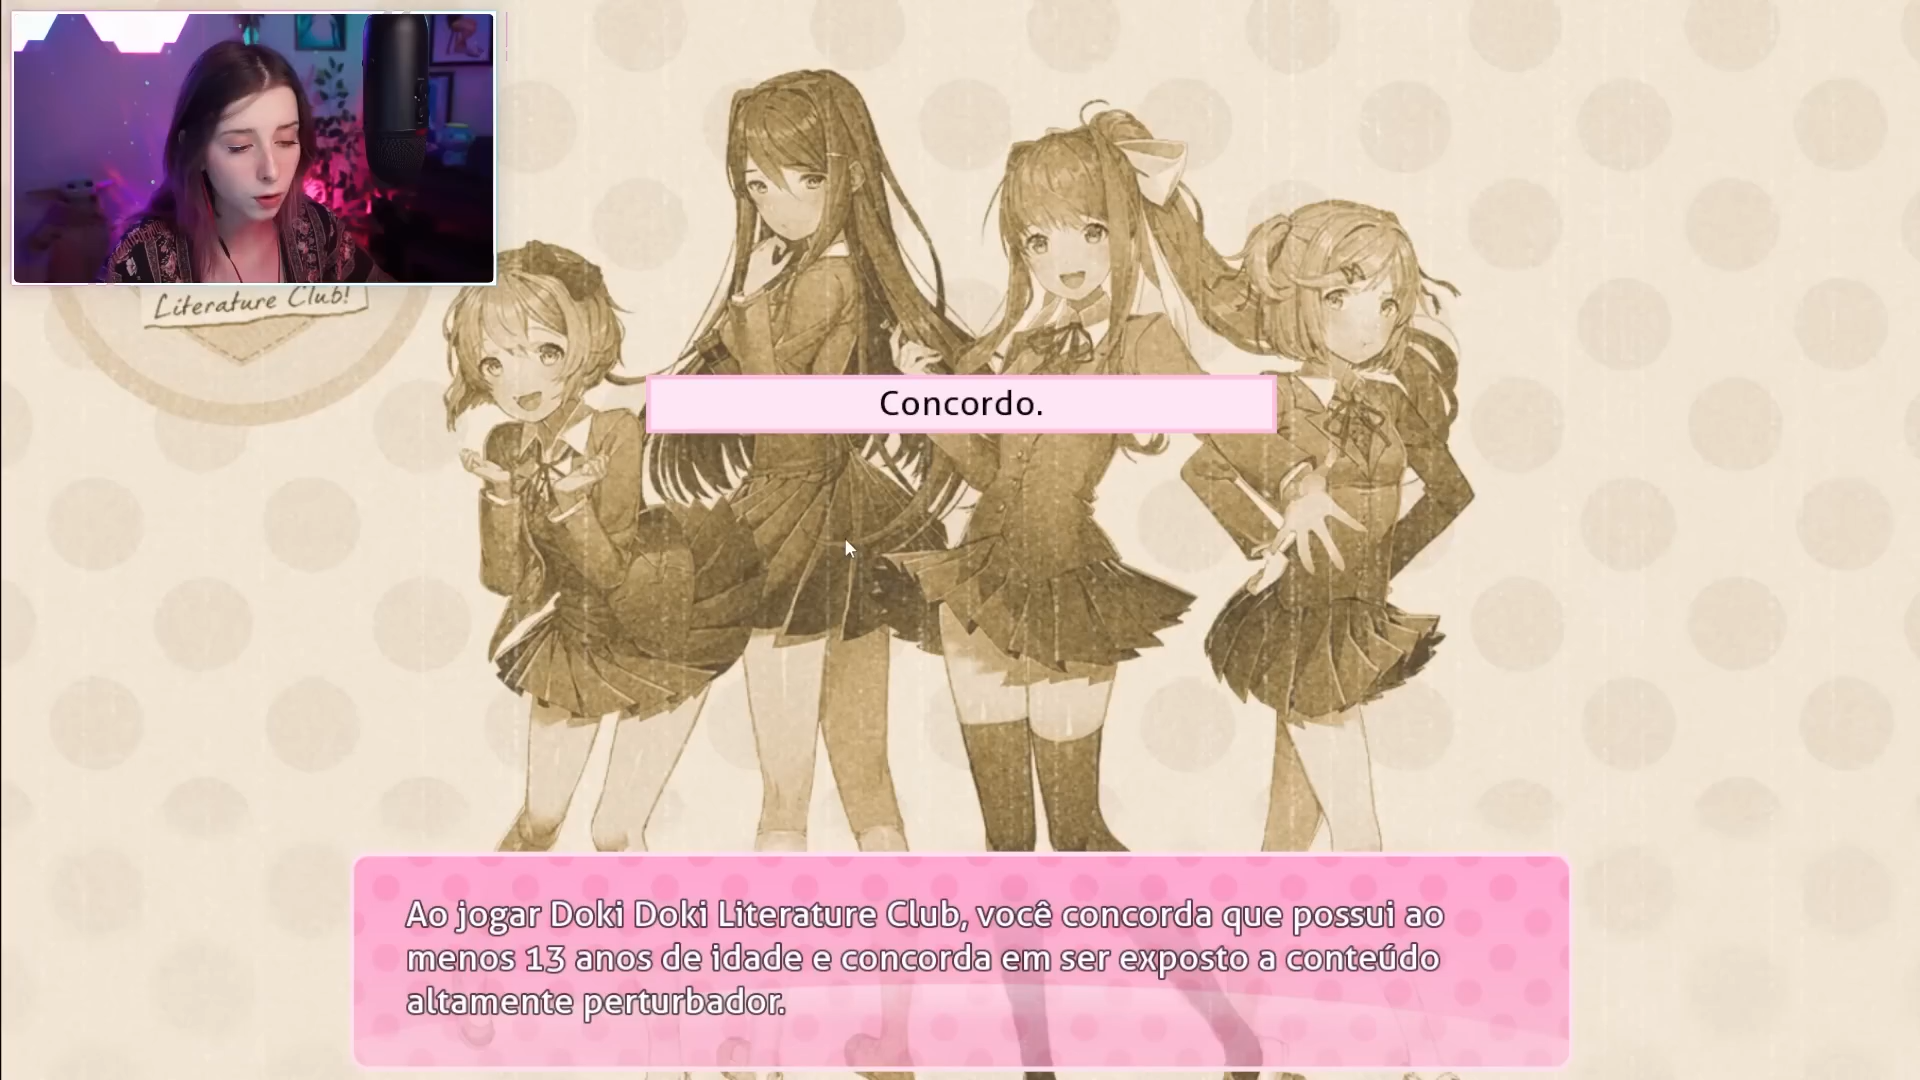 Literature Club!
Concordo.
Ao jogar Doki Doki Literature Club, você concorda que possui ao
menos 13 anos de idade e concorda em ser exposto a conteúdo
altamente perturbador.